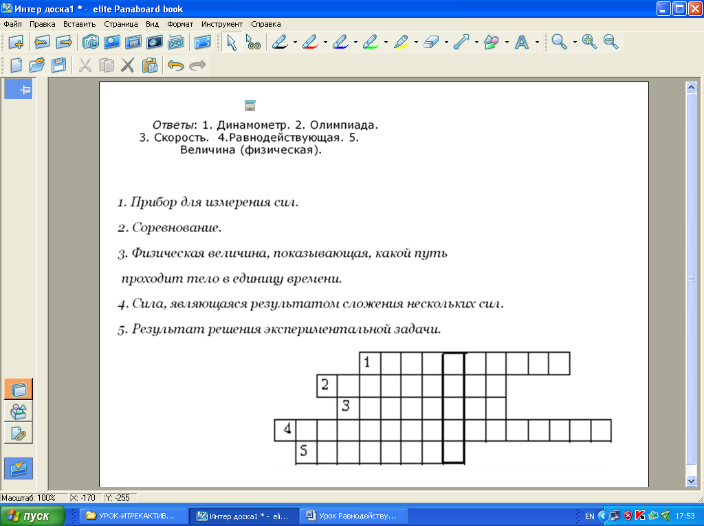 Интер доска1 * - elite Panaboard book
Файл Правка Вставить Страница Вид Формат Инструмент Справка
Ответы: 1. Динамометр. 2. Олимпиада.
3. Скорость. 4.Равнодействующая. 5.
Величина (физическая).
1. Прибор для измерения сил.
2. Соревнование.
3. Физическая величина, показывающая, какой путь
проходит тело в единицу времени.
4. Сила, являющаяся результатом сложения нескольких сил.
5. Результат решения экспериментальной задачи.
1
2
3
4
5
Масштаб: 100% X: -170 Y: -255
пуск УРОК-ИТРЕКАКТИВ... Интер доска1 * - eli... Урок Равнодейству... EN 17:53